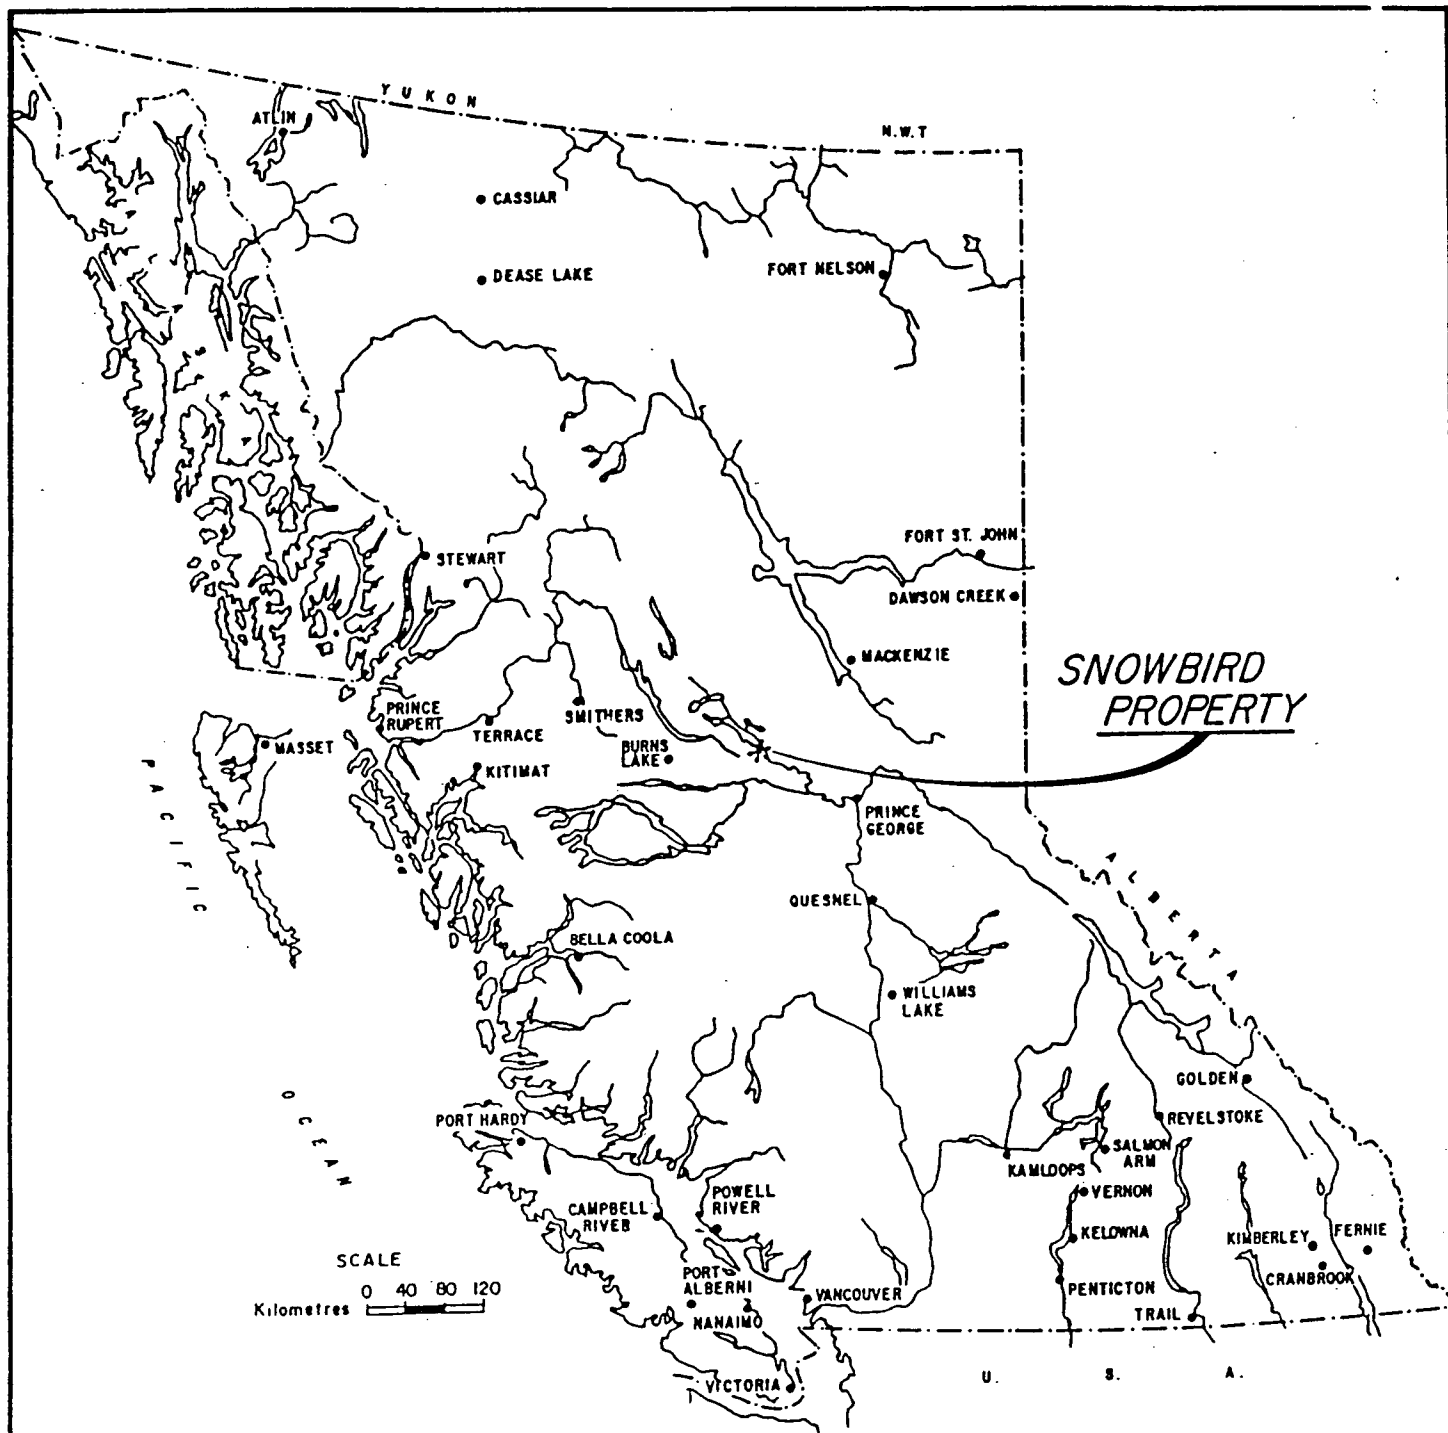 YUKON
N.W.T
ATLIN
CASSIAR
DEASE LAKE
FORT NELSON
ALASKA
FORT ST. JOHN
STEWART
DAWSON CREEK
MACKENZIE
SNOWBIRD
PROPERTY
PRINCE
RUPERT
SMITHERS
TERRACE
MASSET
BURNS
LAKE
KITIMAT
PRINCE
GEORGE
PACIFIC
ALBERTA
QUESNEL
BELLA COOLA
WILLIAMS
LAKE
GOLDEN
OCEAN
PORT HARDY
REVELSTOKE
SALMON
ARM
KAMLOOPS
POWELL
RIVER
VERNON
CAMPBELL
RIVER
KELOWNA
KIMBERLEY
FERNIE
SCALE
0 40 80 120
Kilometres
PORT
ALBERNI
CRANBROOK
PENTICTON
VANCOUVER
NANAIMO
TRAIL
VICTORIA
U. S. A.